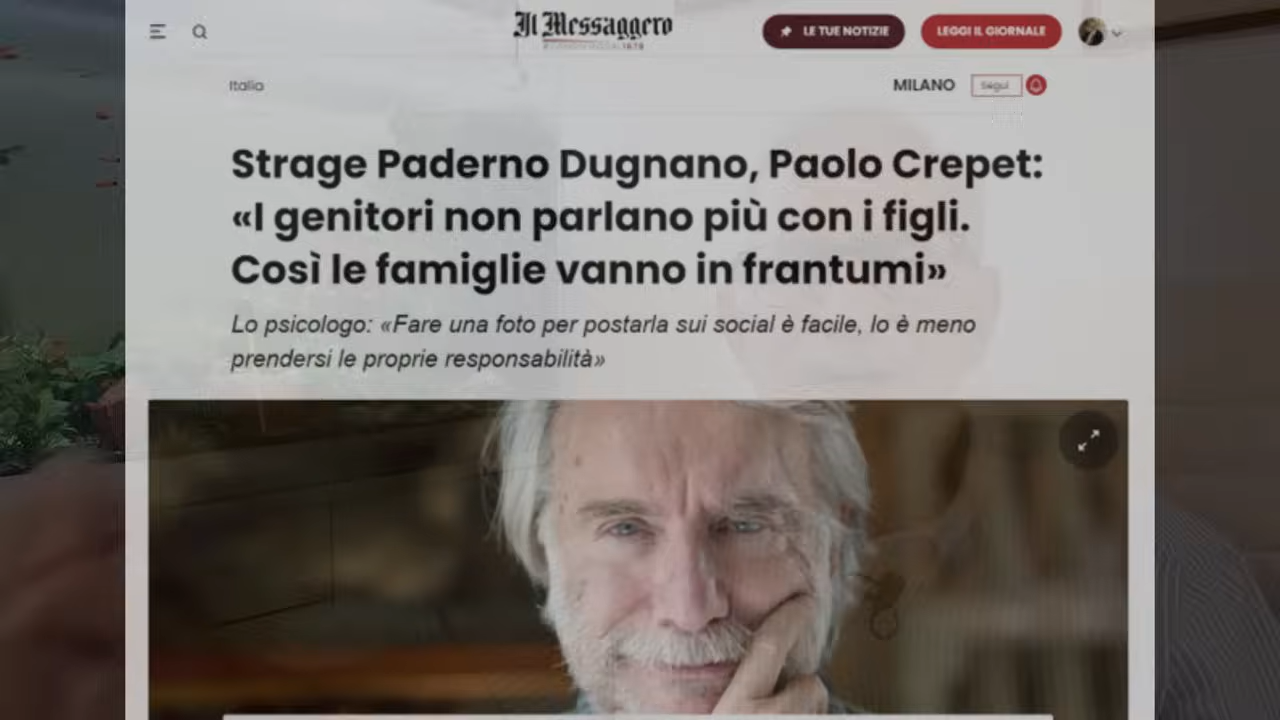 Il Messaggero
LE TUE NOTIZIE
LEGGI IL GIORNALE
Italia
MILANO
Segui
Strage Paderno Dugnano, Paolo Crepet:
«I genitori non parlano più con i figli.
Così le famiglie vanno in frantumi»
Lo psicologo: «Fare una foto per postarla sui social è facile, lo è meno
prendersi le proprie responsabilità»